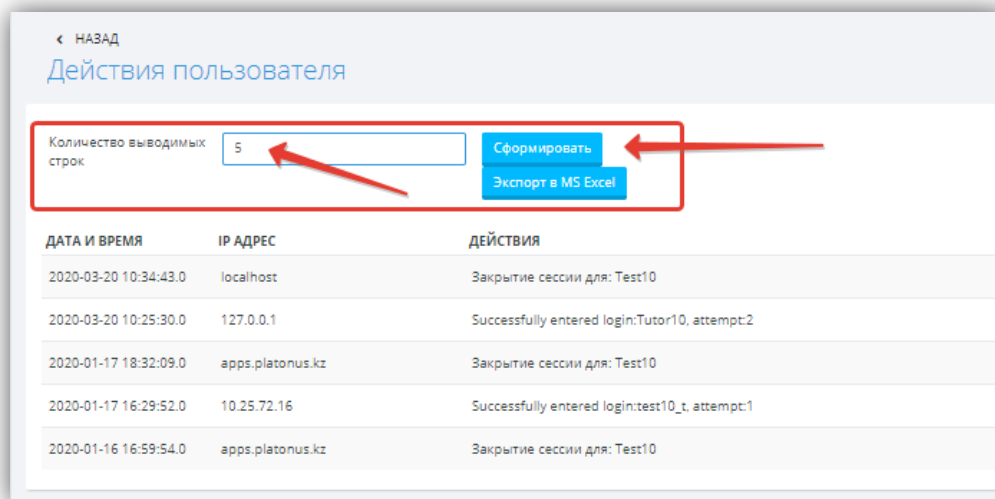 НАЗАД
Действия пользователя
Количество выводимых строк
5
Сформировать
Экспорт в MS Excel
ДАТА И ВРЕМЯ IP АДРЕС ДЕЙСТВИЯ
2020-03-20 10:34:43.0 localhost Закрытие сессии для: Test10
2020-03-20 10:25:30.0 127.0.0.1 Successfully entered login:Tutor10, attempt:2
2020-01-17 18:32:09.0 apps.platonus.kz Закрытие сессии для: Test10
2020-01-17 16:29:52.0 10.25.72.16 Successfully entered login:test10_t, attempt:1
2020-01-16 16:59:54.0 apps.platonus.kz Закрытие сессии для: Test10